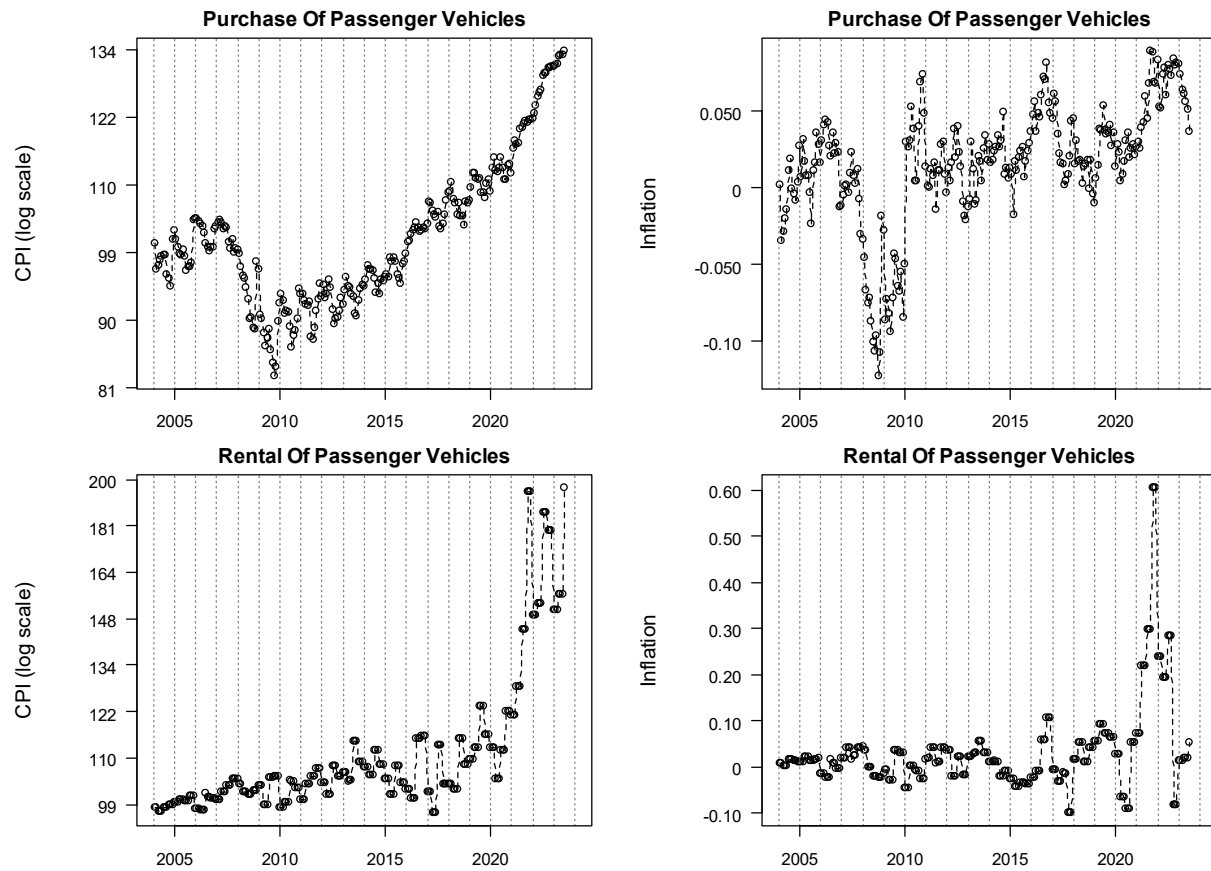 Purchase Of Passenger Vehicles
CPI (log scale)
134
122
110
99
90
81
2005 2010 2015 2020
Purchase Of Passenger Vehicles
Inflation
0.050
0
-0.050
-0.10
2005 2010 2015 2020
Rental Of Passenger Vehicles
CPI (log scale)
200
181
164
148
134
122
110
99
2005 2010 2015 2020
Rental Of Passenger Vehicles
Inflation
0.60
0.50
0.40
0.30
0.20
0.10
0
-0.10
2005 2010 2015 2020